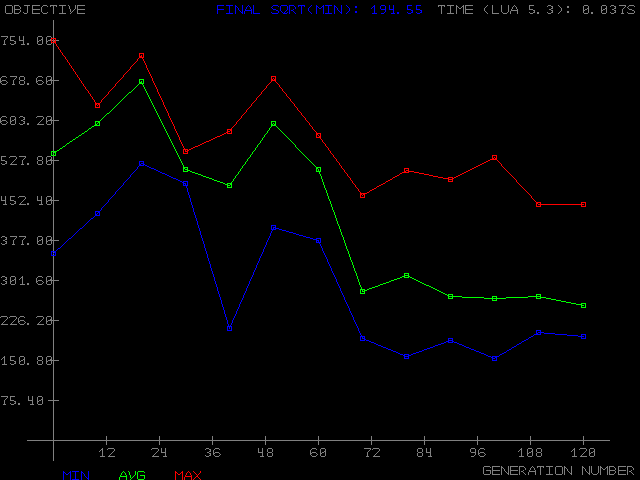 OBJECTIVE FINAL SORT(MIN): 194.55 TIME (LUA 5.3): 0.037S
754.00
678.60
603.20
527.80
452.40
377.00
301.60
226.20
150.80
75.40
12 24 36 48 60 72 84 96 108 120
GENERATION NUMBER
MIN AVG MAX